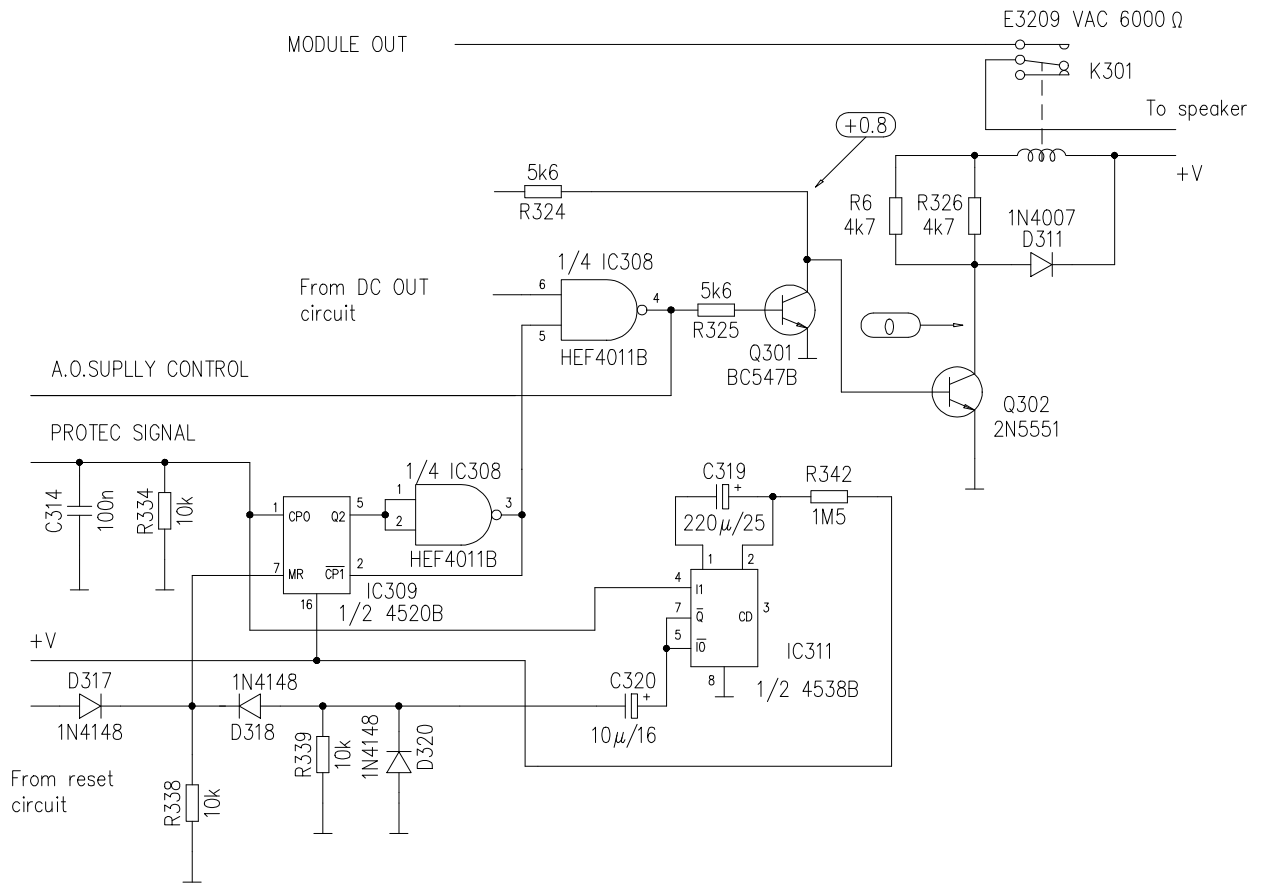 E3209 VAC 6000 Ω
MODULE OUT
K301
To speaker
+0.8
+V
5k6
R324
R6
4k7
R326
4k7
1N4007
D311
1/4 IC308
From DC OUT
circuit
6
5
4
5k6
R325
HEF4011B
Q301
BC547B
0
A.O.SUPLLY CONTROL
Q302
2N5551
PROTEC SIGNAL
1/4 IC308
C319
+
R342
220μ/25
1M5
C314
100n
R334
10k
1
CPO
Q2
5
1
2
3
HEF4011B
7
MR
CP1
2
16
IC309
1/2 4520B
1
2
4
I1
7
Q
CD
3
5
IO
8
IC311
1/2 4538B
+V
D317
1N4148
1N4148
D318
R339
10k
1N4148
D320
C320
+
10μ/16
From reset
circuit
R338
10k